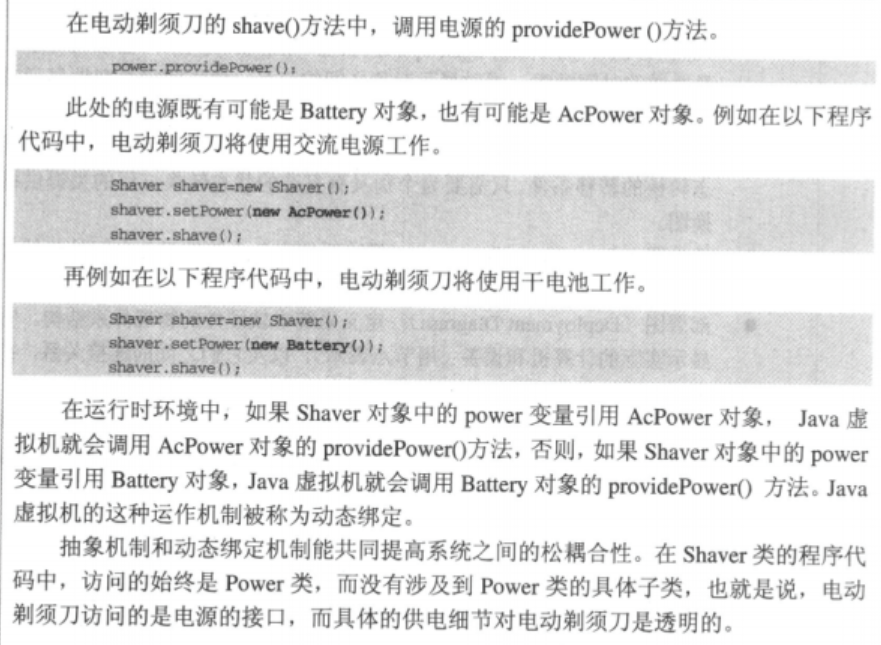 在电动剃须刀的 shave()方法中，调用电源的 providePower ()方法。
power.providePower();
此处的电源既有可能是 Battery 对象，也有可能是 AcPower 对象。例如在以下程序
代码中，电动剃须刀将使用交流电源工作。
Shaver shaver=new Shaver();
shaver.setPower(new AcPower());
shaver.shave();
再例如在以下程序代码中，电动剃须刀将使用干电池工作。
Shaver shaver=new Shaver();
shaver.setPower(new Battery());
shaver.shave();
在运行时环境中，如果 Shaver 对象中的 power 变量引用 AcPower 对象， Java 虚
拟机就会调用 AcPower 对象的 providePower()方法，否则，如果 Shaver 对象中的 power
变量引用 Battery 对象，Java 虚拟机就会调用 Battery 对象的 providePower() 方法。Java
虚拟机的这种运作机制被称为动态绑定。
抽象机制和动态绑定机制能共同提高系统之间的松耦合性。在 Shaver 类的程序代
码中，访问的始终是 Power 类，而没有涉及到 Power 类的具体子类，也就是说，电动
剃须刀访问的是电源的接口，而具体的供电细节对电动剃须刀是透明的。